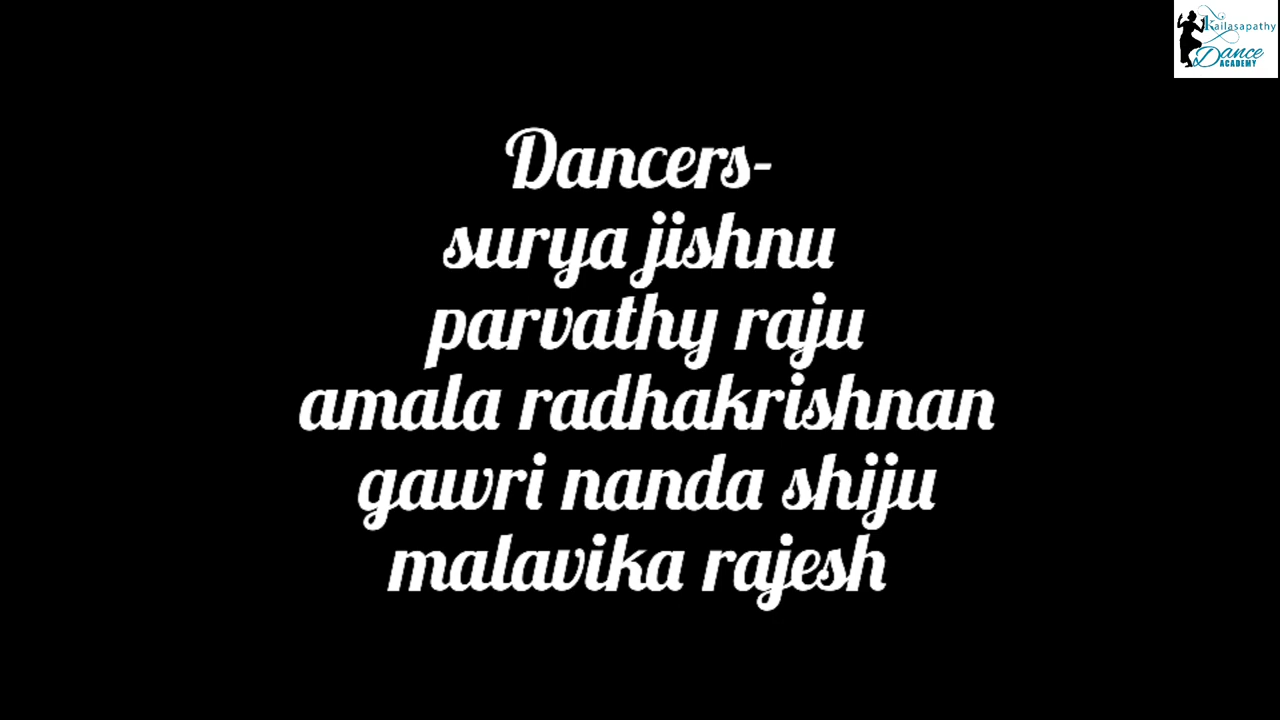 Kailasapathy
Dance
ACADEMY
Dancers-
surya jishnu
parvathy raju
amala radhakrishnan
gawri nanda shiju
malavika rajesh